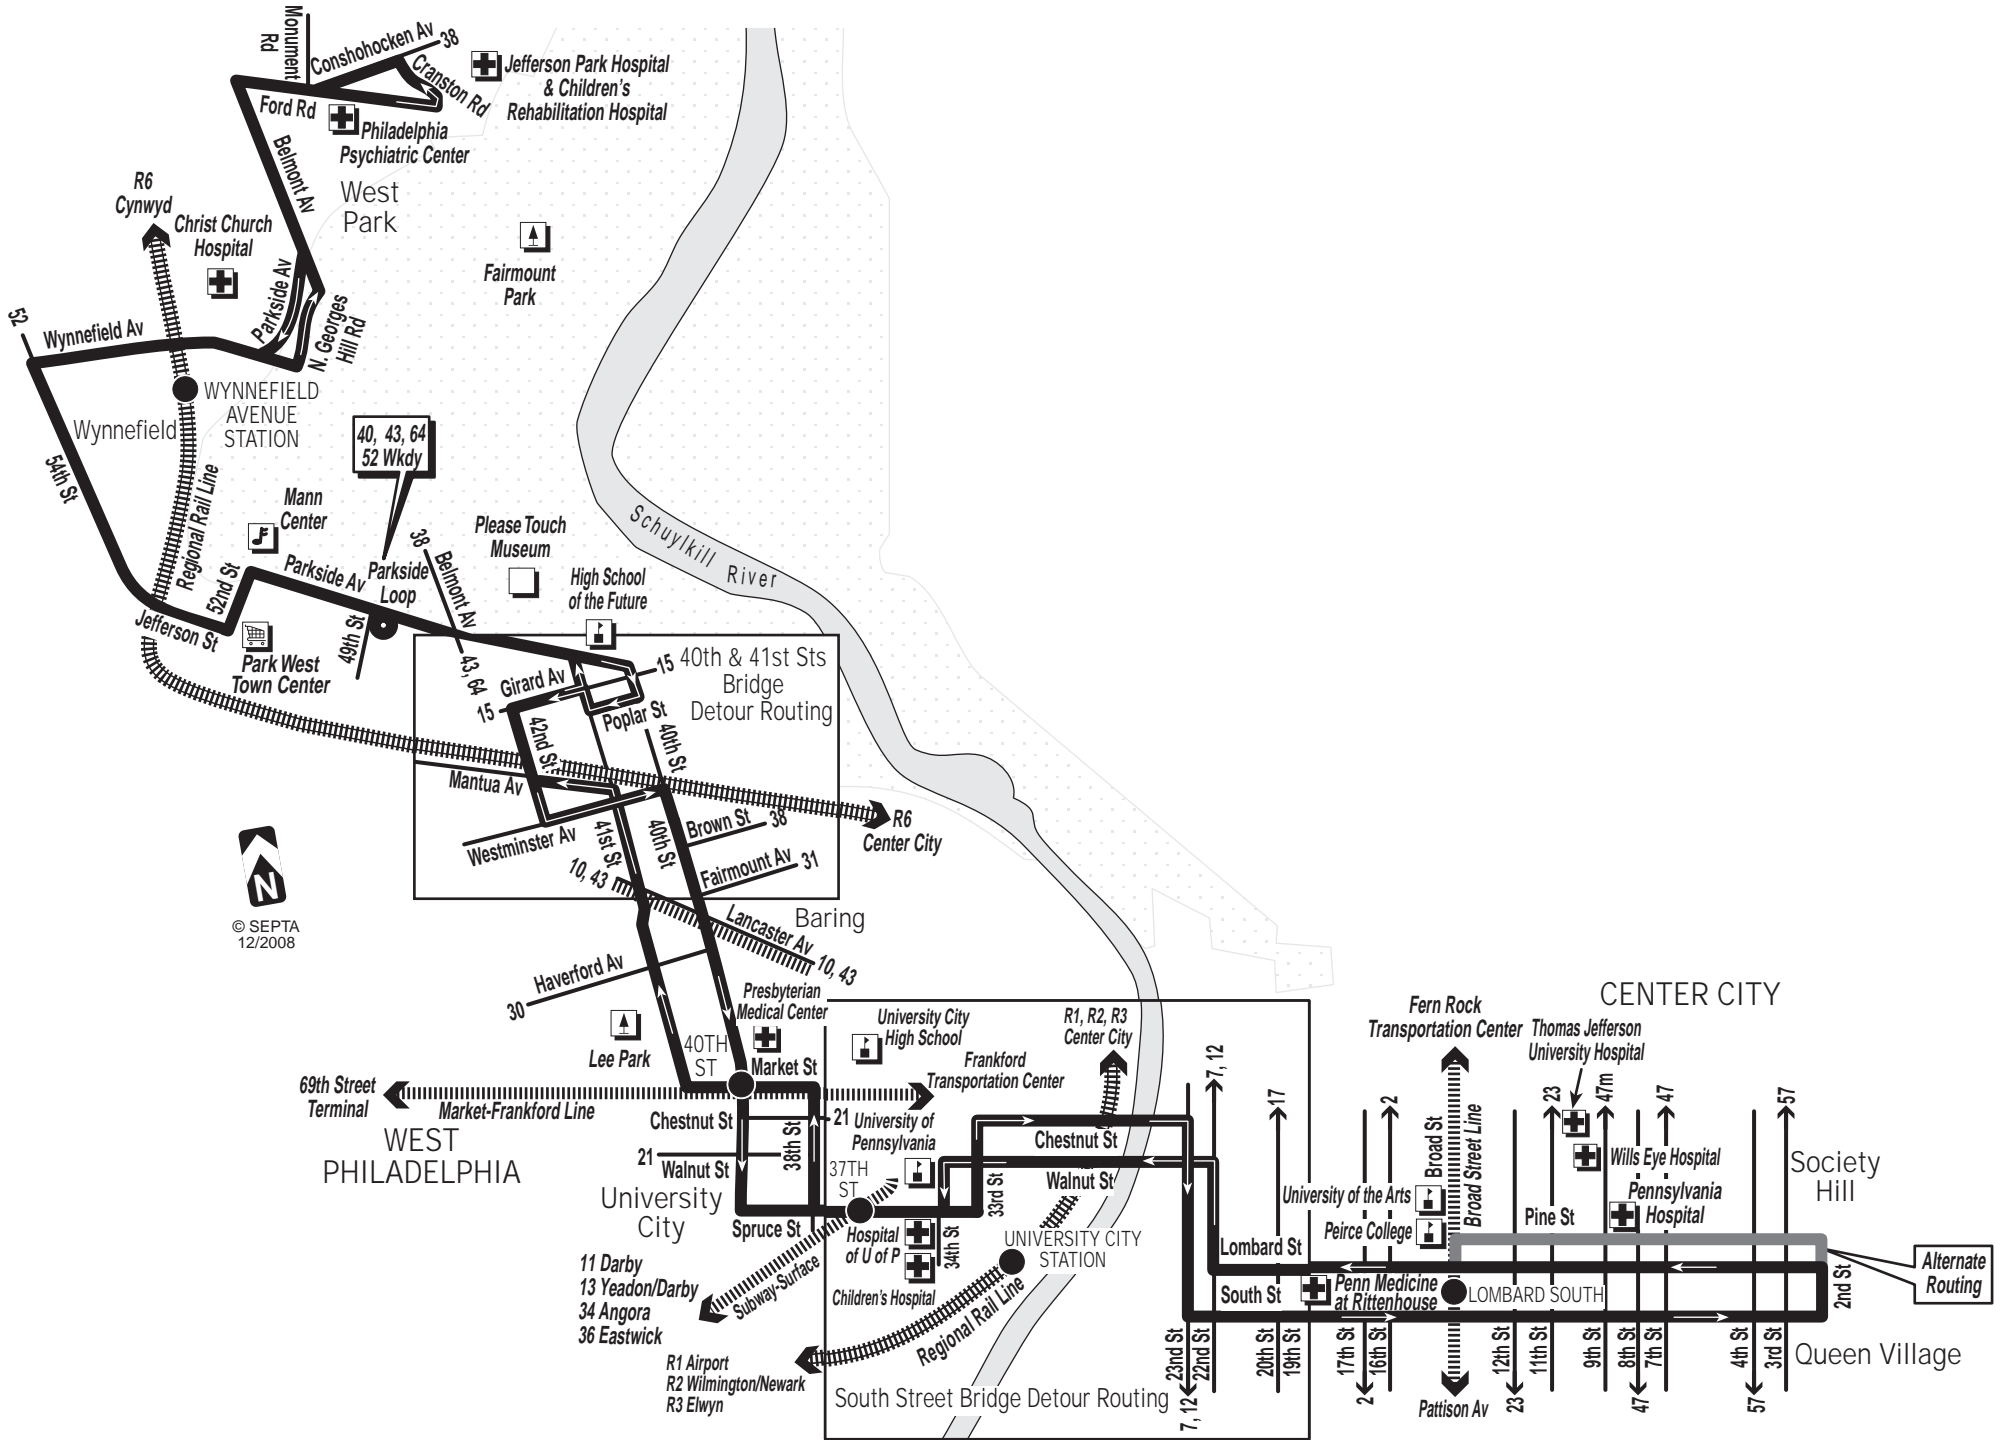 Monument
Rd
Conshohocken Av
38
Cranston Rd
Jefferson Park Hospital
& Children's
Rehabilitation Hospital
Ford Rd
Philadelphia
Psychiatric Center
Belmont Av
West
Park
R6
Cynwyd
Christ Church
Hospital
Fairmount
Park
Parkside Av
N. Georges
Hill Rd
52
Wynnefield Av
WYNNEFIELD
AVENUE
STATION
Wynnefield
54th St
Regional Rail Line
40, 43, 64
52 Wkdy
Mann
Center
Please Touch
Museum
Schuylkill River
High School
of the Future
38
Belmont Av
Parkside Av
Parkside
Loop
52nd St
Jefferson St
49th St
Park West
Town Center
43, 64
Girard Av
15
15
40th & 41st Sts
Bridge
Detour Routing
Poplar St
42nd St
40th St
Mantua Av
Westminster Av
41st St
40th St
Brown St
38
R6
Center City
Fairmount Av
31
10, 43
Lancaster Av
10, 43
Baring
N
© SEPTA
12/2008
Haverford Av
30
Presbyterian
Medical Center
Lee Park
40TH
ST
Market St
69th Street
Terminal
Market-Frankford Line
University City
High School
Frankford
Transportation Center
R1, R2, R3
Center City
WEST
PHILADELPHIA
Chestnut St
21
University of
Pennsylvania
21
Walnut St
38th St
37TH
ST
University
City
Spruce St
Hospital
of U of P
34th St
33rd St
Chestnut St
Walnut St
UNIVERSITY CITY
STATION
Children's Hospital
11 Darby
13 Yeadon/Darby
34 Angora
36 Eastwick
Subway-Surface
Regional Rail Line
R1 Airport
R2 Wilmington/Newark
R3 Elwyn
South Street Bridge Detour Routing
7, 12
17
2
Fern Rock
Transportation Center
CENTER CITY
Thomas Jefferson
University Hospital
23
47m
47
57
Broad St
Broad Street Line
Wills Eye Hospital
Society
Hill
University of the Arts
Peirce College
Pine St
Pennsylvania
Hospital
Lombard St
South St
Penn Medicine
at Rittenhouse
LOMBARD SOUTH
2nd St
Alternate
Routing
23nd St
22nd St
20th St
19th St
17th St
16th St
12th St
11th St
9th St
8th St
7th St
4th St
3rd St
Queen Village
7, 12
2
Pattison Av
23
47
57